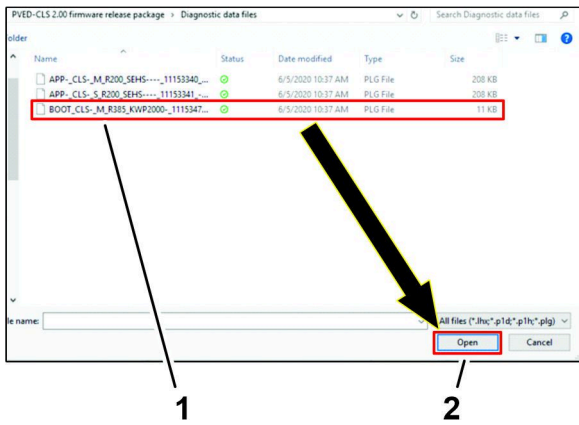 PVED-CLS 2.00 firmware release package > Diagnostic data files
Search Diagnostic data files
older
Name Status Date modified Type Size
APP-_CLS-_M_R200_SEHS----_11153340_... 6/5/2020 10:37 AM PLG File 208 KB
APP-_CLS-_S_R200_SEHS----_11153341_-... 6/5/2020 10:37 AM PLG File 208 KB
BOOT_CLS-_M_R385_KWP2000-_1115347... 6/5/2020 10:37 AM PLG File 11 KB
le name: All files (*.lhx;*.p1d;*.p1h;*.plg)
Open Cancel
1 2